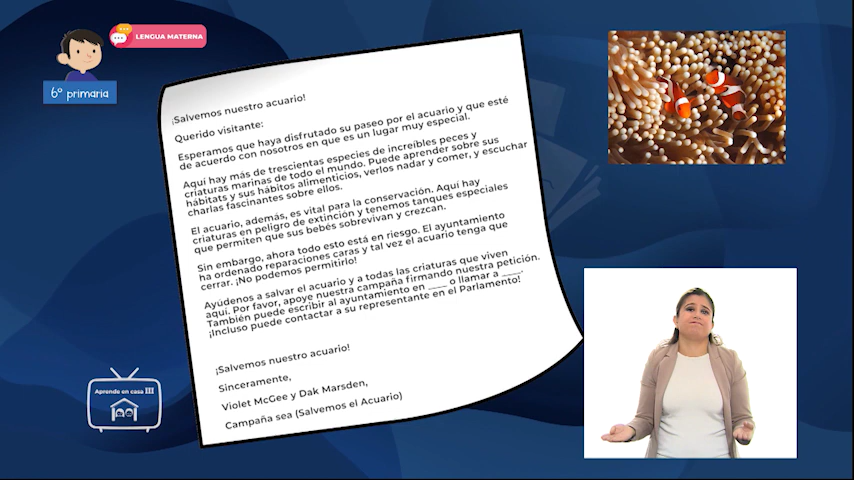 LENGUA MATERNA
6º primaria
¡Salvemos nuestro acuario!
Querido visitante:
Esperamos que haya disfrutado su paseo por el acuario y que esté
de acuerdo con nosotros en que es un lugar muy especial.
Aquí hay más de trescientas especies de increíbles peces y
criaturas marinas de todo el mundo. Puede aprender sobre sus
hábitats y sus hábitos alimenticios, verlos nadar y comer, y escuchar
charlas fascinantes sobre ellos.
El acuario, además, es vital para la conservación. Aquí hay
criaturas en peligro de extinción y tenemos tanques especiales
que permiten que sus bebés sobrevivan y crezcan.
Sin embargo, ahora todo esto está en riesgo. El ayuntamiento
ha ordenado reparaciones caras y tal vez el acuario tenga que
cerrar. ¡No podemos permitirlo!
Ayúdenos a salvar el acuario y a todas las criaturas que viven
aquí. Por favor, apoye nuestra campaña firmando nuestra petición.
También puede escribir al ayuntamiento en ____ o llamar a ____.
¡Incluso puede contactar a su representante en el Parlamento!
¡Salvemos nuestro acuario!
Sinceramente,
Violet McGee y Dak Marsden,
Campaña sea (Salvemos el Acuario)
Aprende en casa III